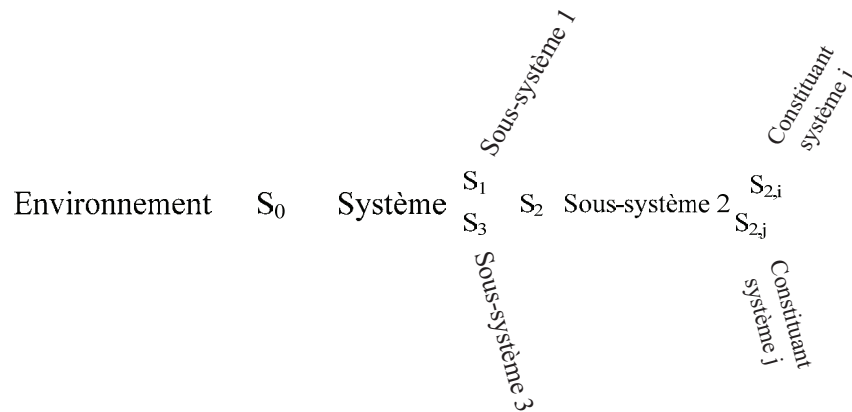 Environnement
S₀
Système
S₁
S₃
Sous-système 1
Sous-système 3
S₂
Sous-système 2
S₂,ᵢ
S₂,ⱼ
Constituant
système i
Constituant
système j